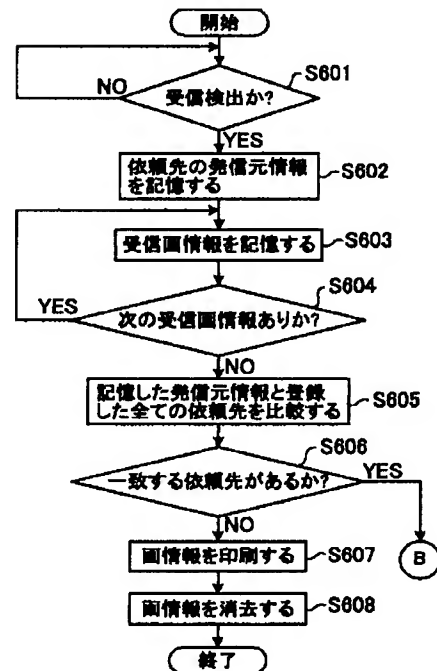 開始
S601
NO
受信検出か?
YES
依頼先の発信元情報
を記憶する
S602
受信画情報を記憶する
S603
S604
YES
次の受信画情報ありか?
NO
記憶した発信元情報と登録
した全ての依頼先を比較する
S605
S606
一致する依頼先があるか?
YES
NO
B
画情報を印刷する
S607
画情報を消去する
S608
終了